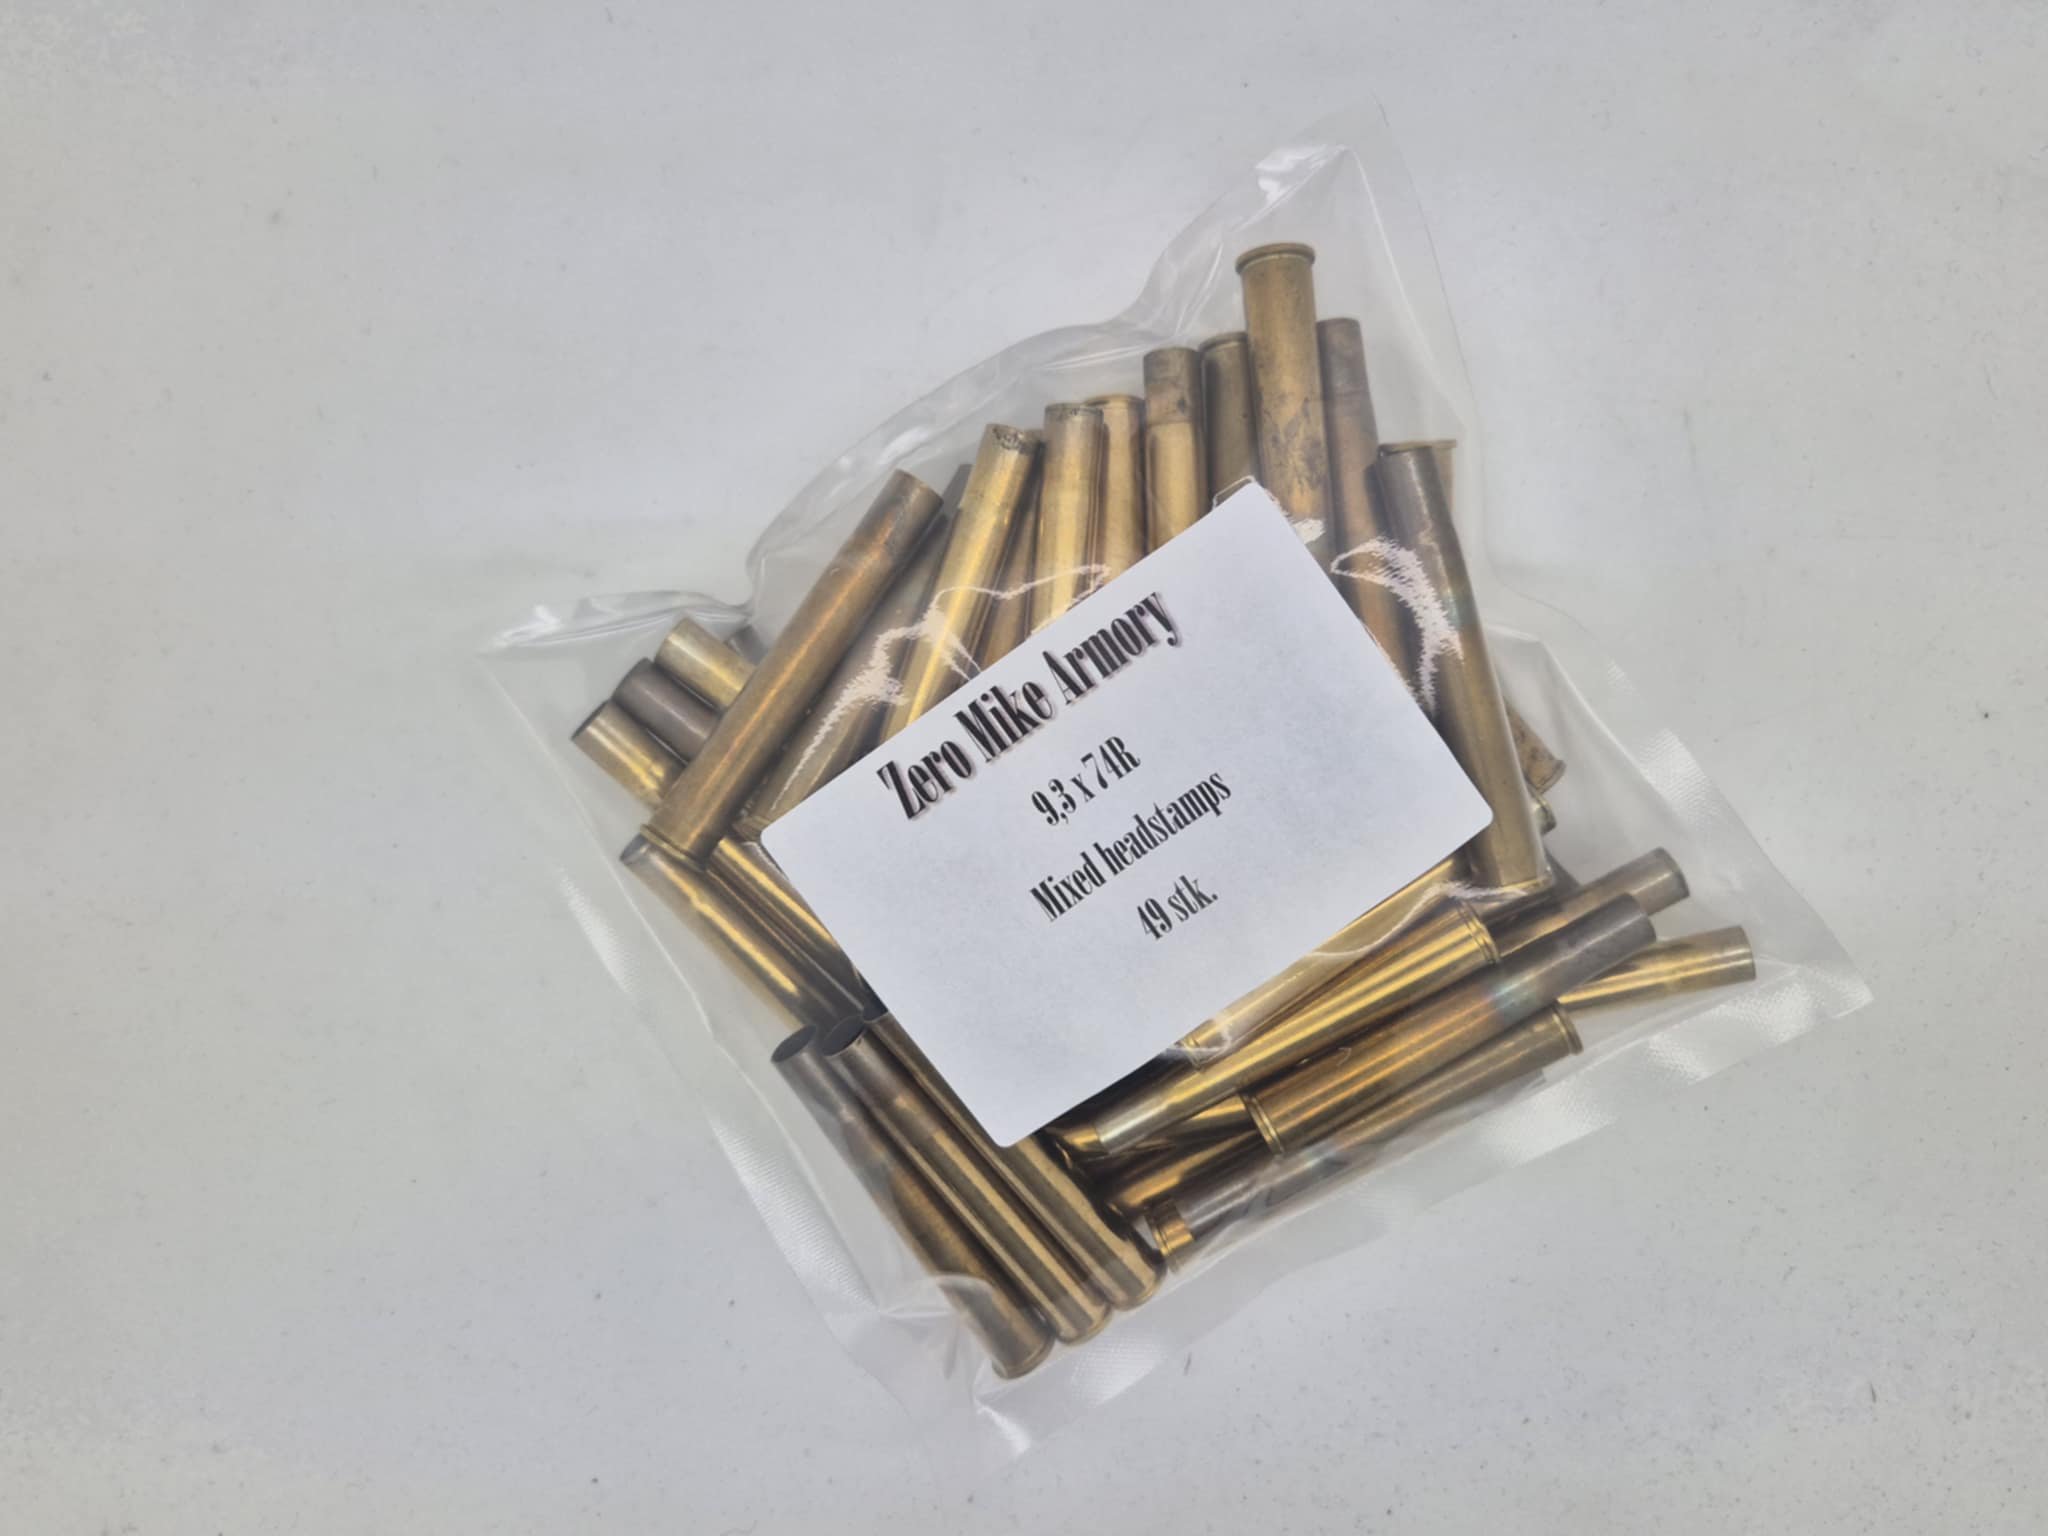 Zero Mike Armory
9,3 x 74R
Mixed headstamps
49 stk.